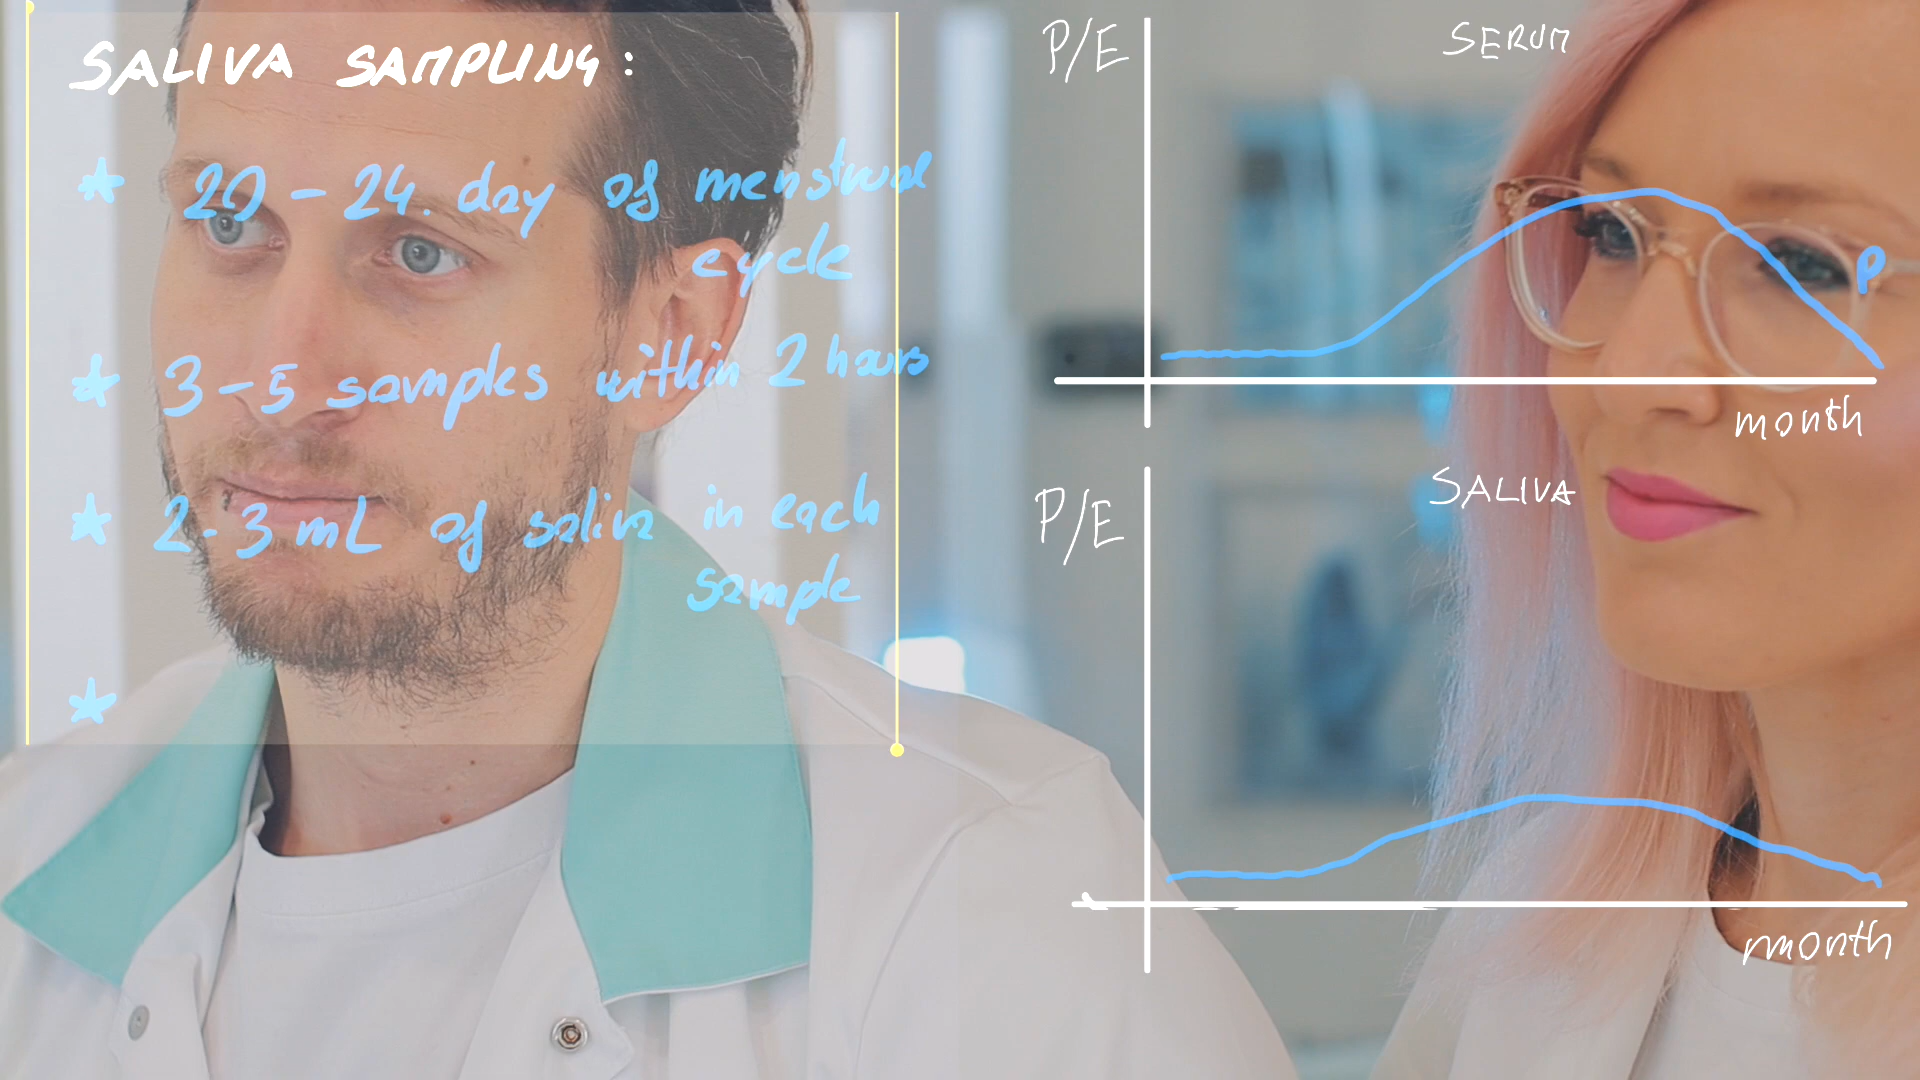 SALIVA SAMPLING:
* 20 - 24. day of menstrual
cycle
* 3 - 5 samples within 2 hours
* 2 - 3 mL of saliva in each
sample
*
P/E
SERUM
P
month
P/E
SALIVA
month